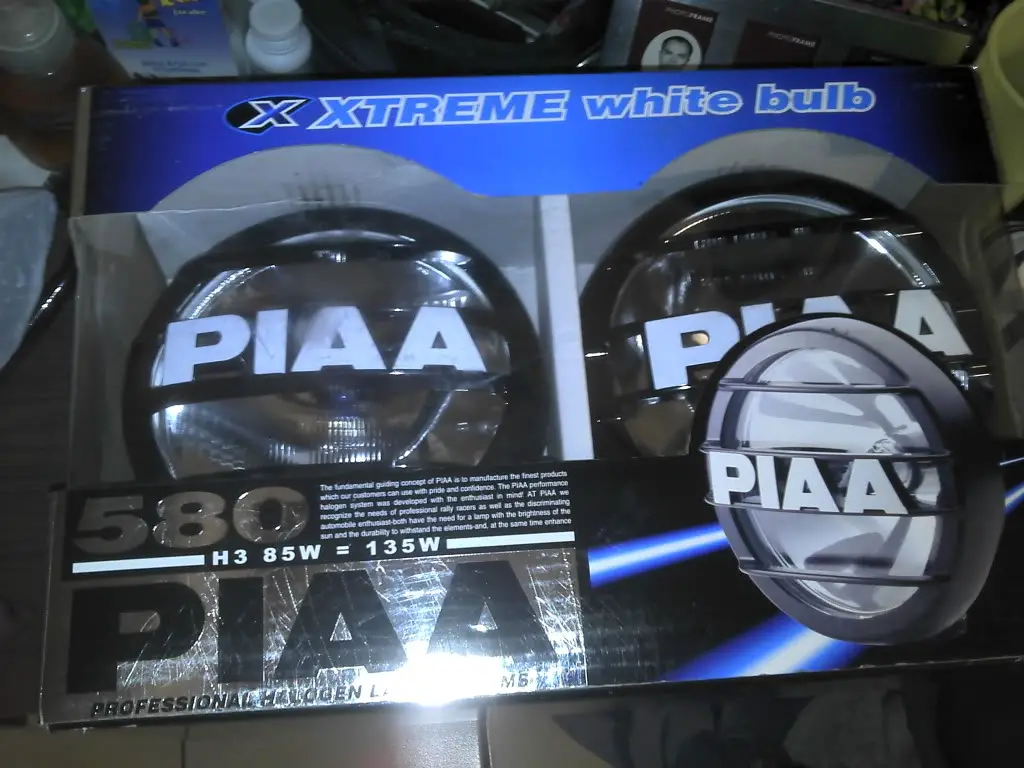 PHOTOFRAME
PHOTOFRAME
X XTREME white bulb
PIAA
PIAA
PIAA
580
The fundamental guiding concept of PIAA is to manufacture the finest products
which our customers can use with pride and confidence. The PIAA performance
halogen system was developed with the enthusiast in mind! AT PIAA we
recognize the needs of professional rally racers as well as the discriminating
automobile enthusiast-both have the need for a lamp with the brightness of the
sun and the durability to withstand the elements-and, at the same time enhance
H3 85W = 135W
PIAA
PROFESSIONAL HALOGEN